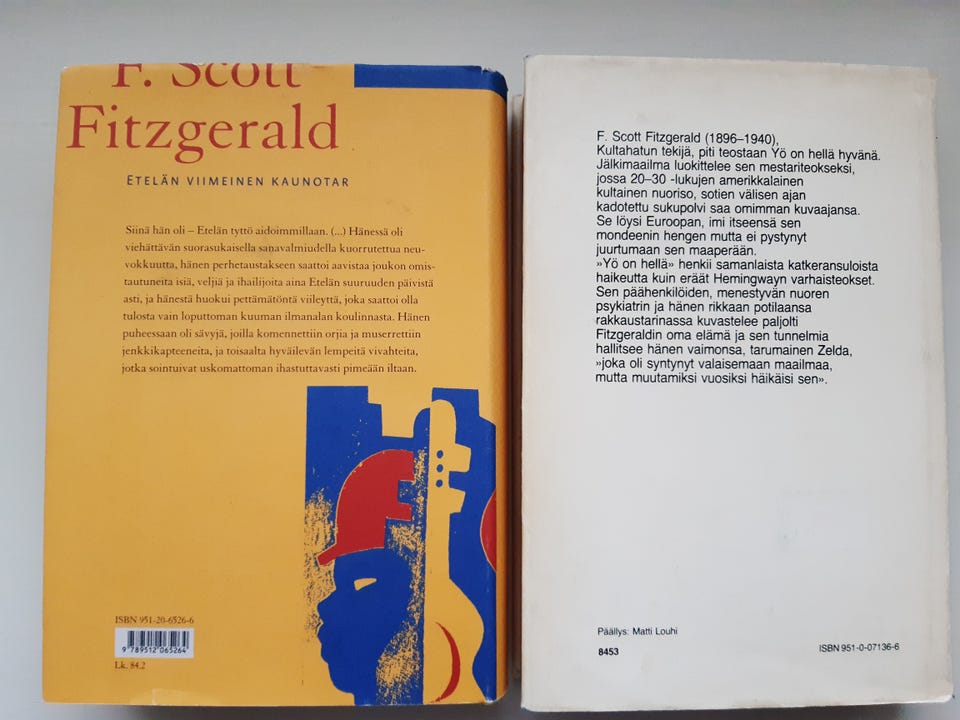 F. Scott
Fitzgerald
ETELÄN VIIMEINEN KAUNOTAR
Siinä hän oli – Etelän tyttö aidoimmillaan. (...) Hänessä oli
viehättävän suorasukaisella sanavalmiudella kuorrutettua neu-
vokkuutta, hänen perhetaustakseen saattoi aavistaa joukon omis-
tautuneita isiä, veljiä ja ihailijoita aina Etelän suuruuden päivistä
asti, ja hänestä huokui pettämätöntä viileyttä, joka saattoi olla
tulosta vain loputtoman kuuman ilmanalan koulinnasta. Hänen
puheessaan oli sävyjä, joilla komennettiin orjia ja muserrettiin
jenkkikapteeneita, ja toisaalta hyväilevän lempeitä vivahteita,
jotka sointuivat uskomattoman ihastuttavasti pimeään iltaan.
ISBN 951-20-6526-6
9 789512 065264
Lk. 84.2
F. Scott Fitzgerald (1896–1940),
Kultahatun tekijä, piti teostaan Yö on hellä hyvänä.
Jälkimaailma luokittelee sen mestariteokseksi,
jossa 20–30 -lukujen amerikkalainen
kultainen nuoriso, sotien välisen ajan
kadotettu sukupolvi saa omimman kuvaajansa.
Se löysi Euroopan, imi itseensä sen
mondeenin hengen mutta ei pystynyt
juurtumaan sen maaperään.
»Yö on hellä» henkii samanlaista katkeransuloista
haikeutta kuin eräät Hemingwayn varhaisteokset.
Sen päähenkilöiden, menestyvän nuoren
psykiatrin ja hänen rikkaan potilaansa
rakkaustarinassa kuvastelee paljolti
Fitzgeraldin oma elämä ja sen tunnelmia
hallitsee hänen vaimonsa, tarumainen Zelda,
»joka oli syntynyt valaisemaan maailmaa,
mutta muutamiksi vuosiksi häikäisi sen».
Päällys: Matti Louhi
8453
ISBN 951-0-07136-6